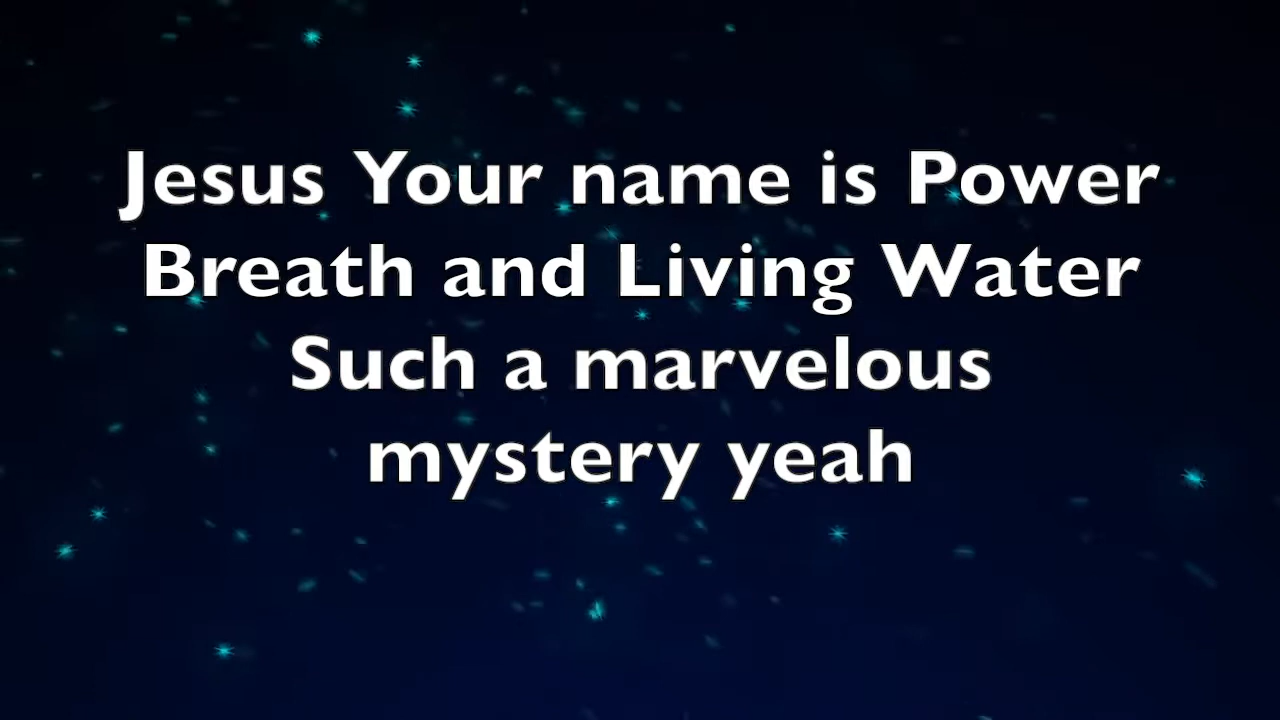 Jesus Your name is Power
Breath and Living Water
Such a marvelous
mystery yeah